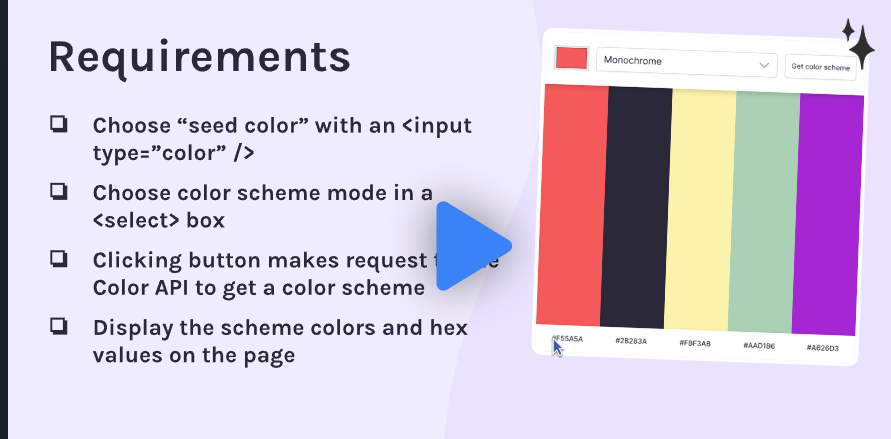 Requirements
Choose “seed color” with an <input
type=”color” />
Choose color scheme mode in a
<select> box
Clicking button makes request
Color API to get a color scheme
Display the scheme colors and hex
values on the page
Monochrome
Get color scheme
#F55A5A
#2B283A
#FBF3AB
#AAD1B6
#A626D3